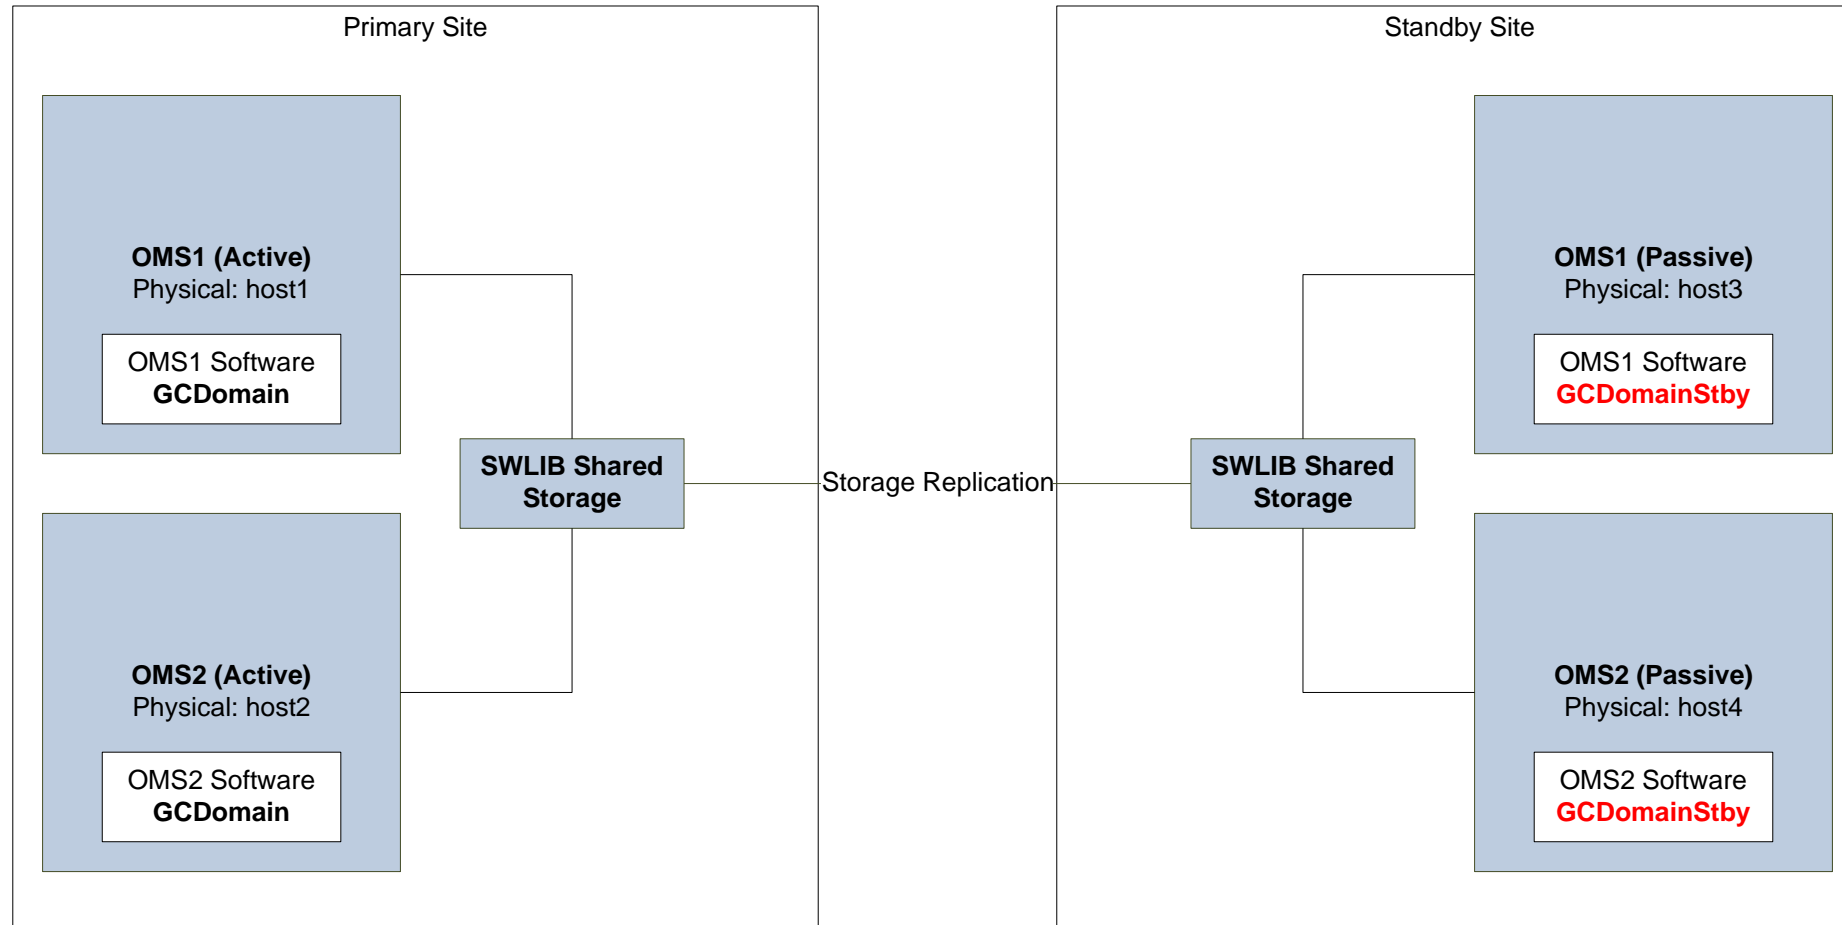 Primary Site
OMS1 (Active)
Physical: host1
OMS1 Software
GCDomain
SWLIB Shared
Storage
OMS2 (Active)
Physical: host2
OMS2 Software
GCDomain
Storage Replication
Standby Site
OMS1 (Passive)
Physical: host3
OMS1 Software
GCDomainStby
SWLIB Shared
Storage
OMS2 (Passive)
Physical: host4
OMS2 Software
GCDomainStby